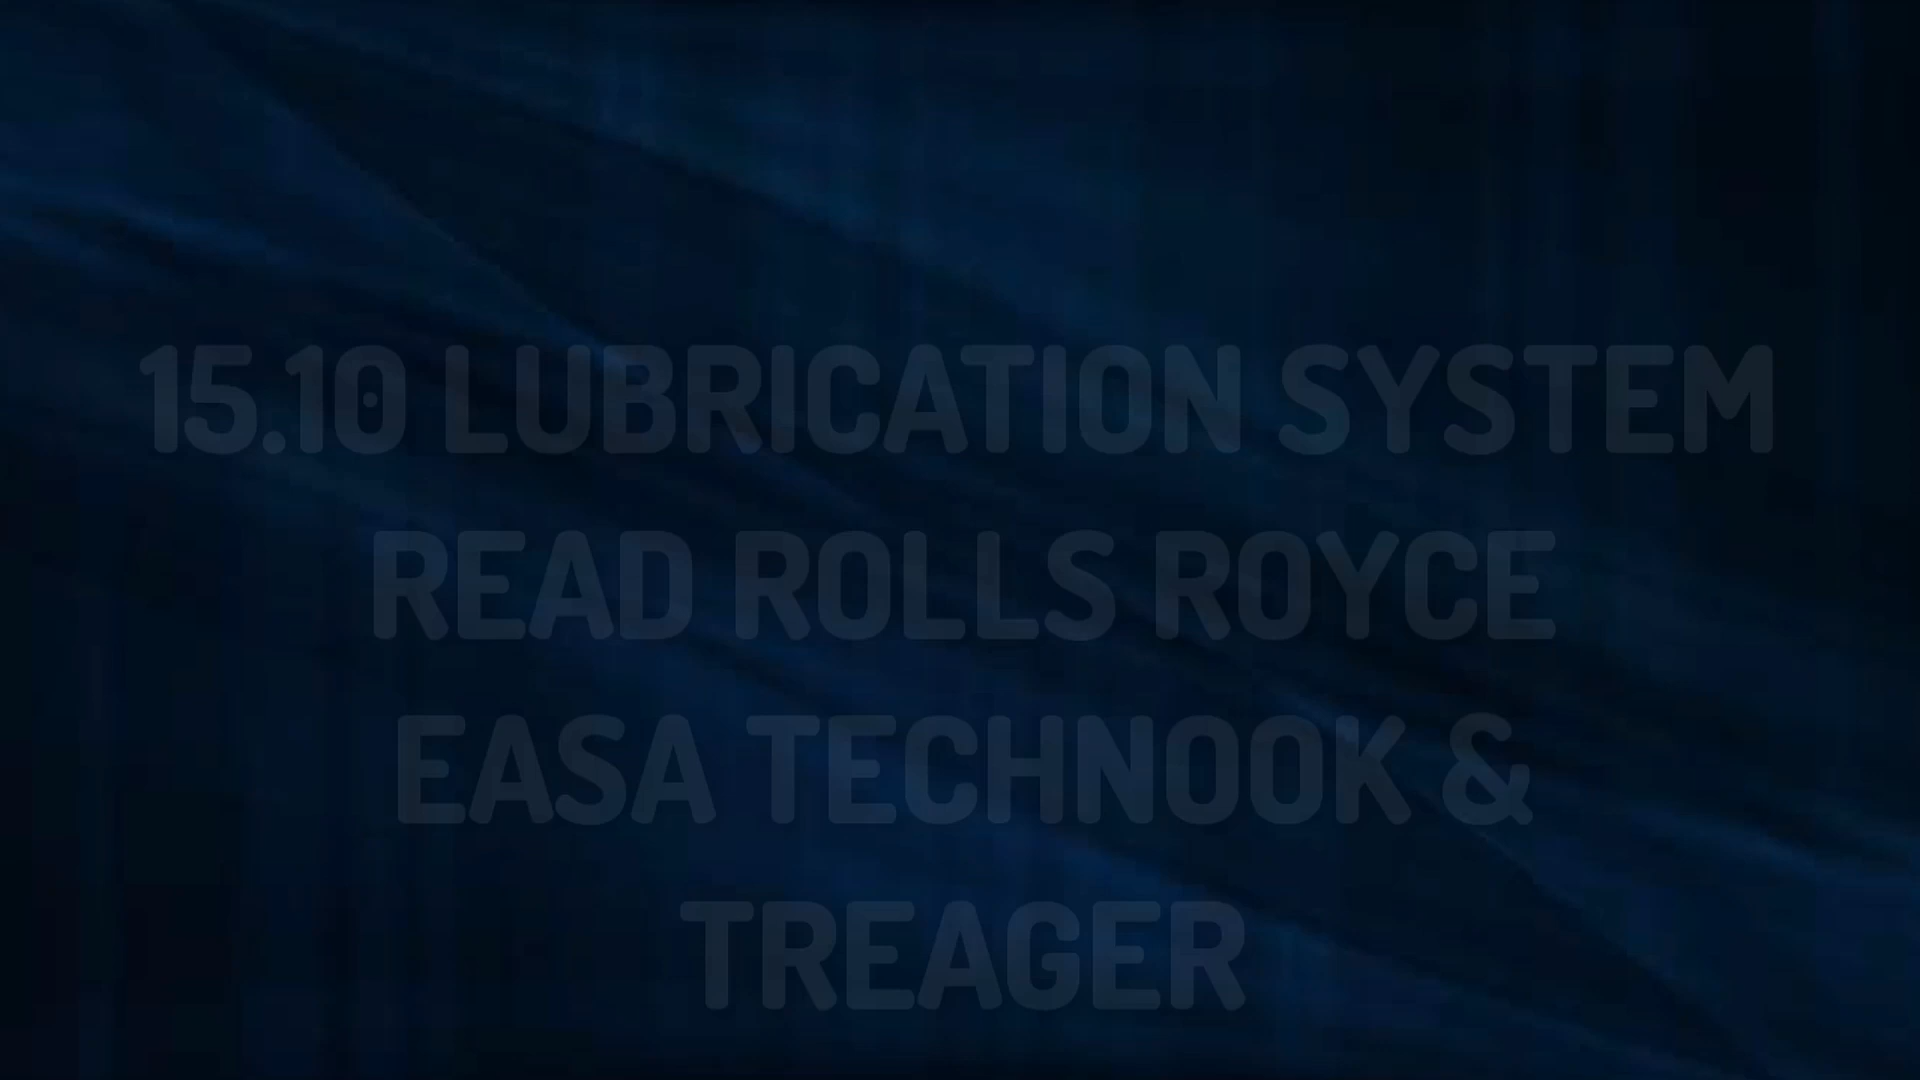 15.10 LUBRICATION SYSTEM
READ ROLLS ROYCE
EASA TECHNOOK &
TREAGER